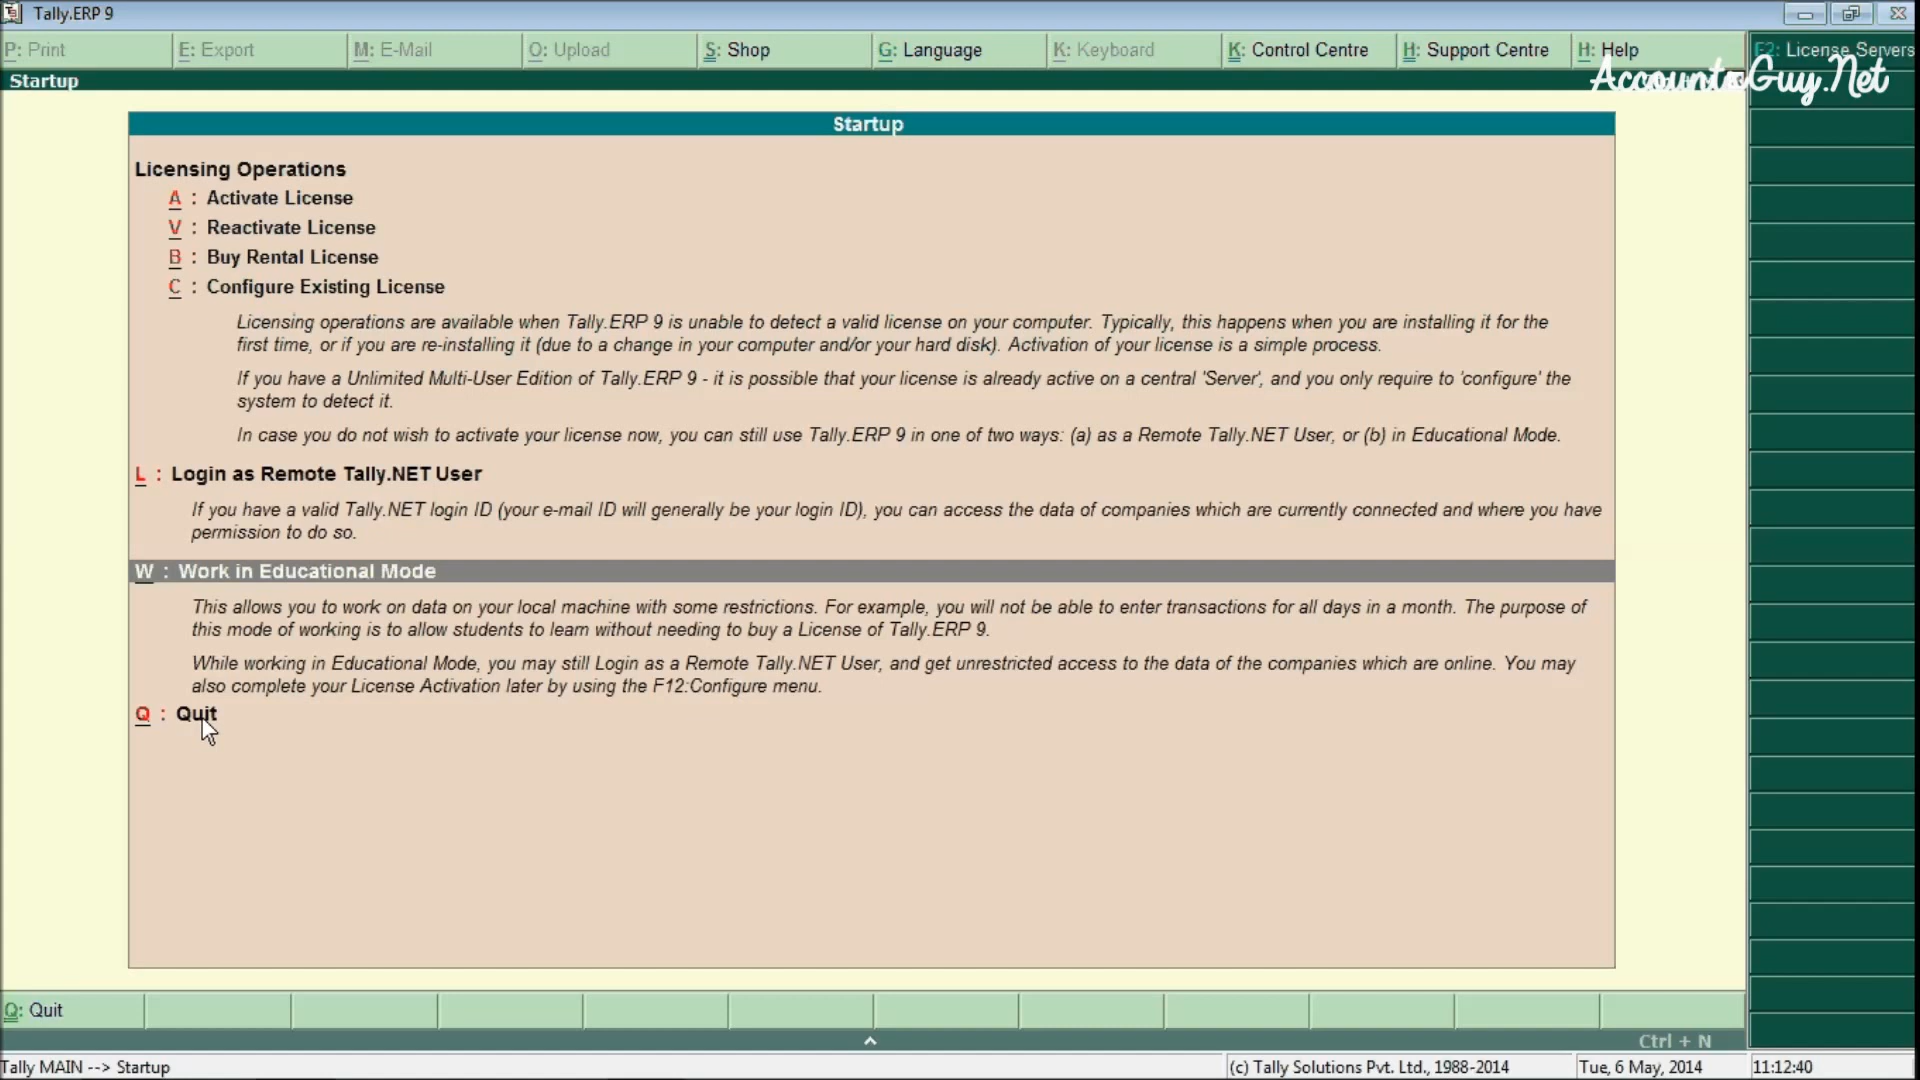 Tally.ERP 9
P: Print E: Export M: E-Mail O: Upload S: Shop G: Language K: Keyboard K: Control Centre H: Support Centre H: Help F2: License Servers
Startup
AccountsGuy.Net
Startup
Licensing Operations
A : Activate License
V : Reactivate License
B : Buy Rental License
C : Configure Existing License
Licensing operations are available when Tally.ERP 9 is unable to detect a valid license on your computer. Typically, this happens when you are installing it for the
first time, or if you are re-installing it (due to a change in your computer and/or your hard disk). Activation of your license is a simple process.
If you have a Unlimited Multi-User Edition of Tally.ERP 9 - it is possible that your license is already active on a central 'Server', and you only require to 'configure' the
system to detect it.
In case you do not wish to activate your license now, you can still use Tally.ERP 9 in one of two ways: (a) as a Remote Tally.NET User, or (b) in Educational Mode.
L : Login as Remote Tally.NET User
If you have a valid Tally.NET login ID (your e-mail ID will generally be your login ID), you can access the data of companies which are currently connected and where you have
permission to do so.
W : Work in Educational Mode
This allows you to work on data on your local machine with some restrictions. For example, you will not be able to enter transactions for all days in a month. The purpose of
this mode of working is to allow students to learn without needing to buy a License of Tally.ERP 9.
While working in Educational Mode, you may still Login as a Remote Tally.NET User, and get unrestricted access to the data of the companies which are online. You may
also complete your License Activation later by using the F12:Configure menu.
Q : Quit
Q: Quit
Ctrl + N
Tally MAIN --> Startup (c) Tally Solutions Pvt. Ltd., 1988-2014 Tue, 6 May, 2014 11:12:40